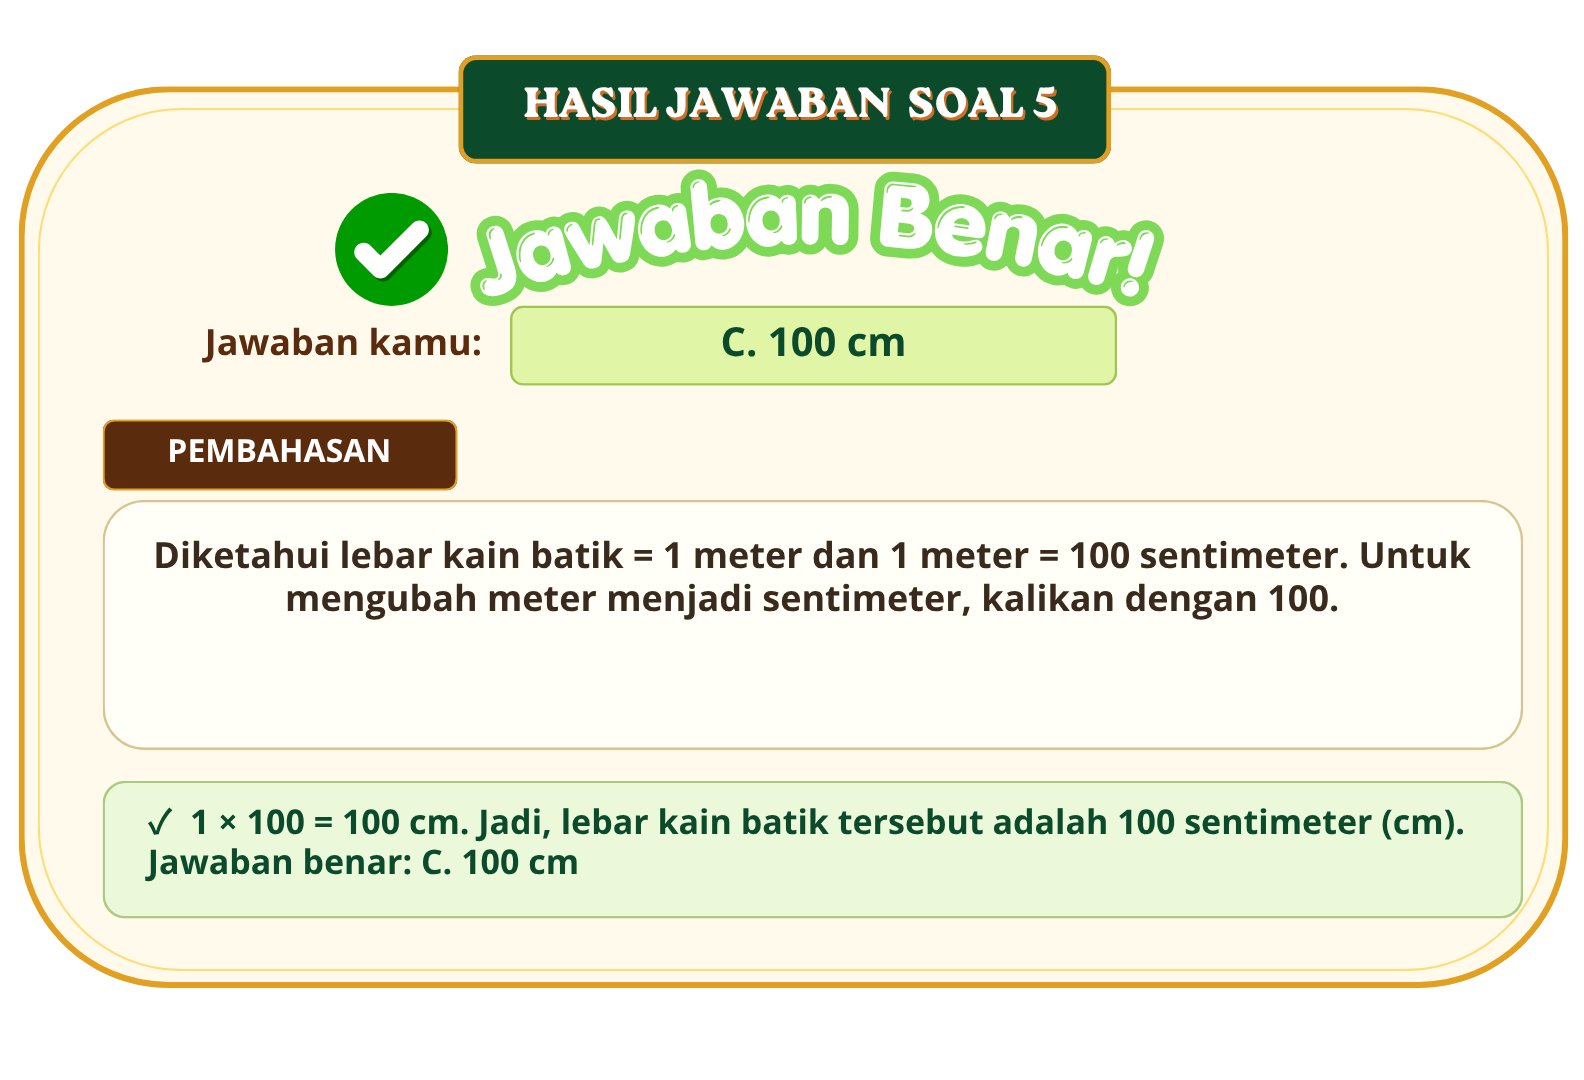 HASIL JAWABAN SOAL 5
Jawaban Benar!
Jawaban kamu:
C. 100 cm
PEMBAHASAN
Diketahui lebar kain batik = 1 meter dan 1 meter = 100 sentimeter. Untuk
mengubah meter menjadi sentimeter, kalikan dengan 100.
✓ 1 × 100 = 100 cm. Jadi, lebar kain batik tersebut adalah 100 sentimeter (cm).
Jawaban benar: C. 100 cm